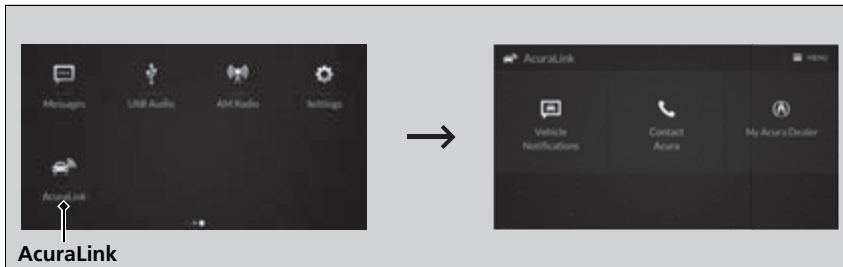 Messages
USB Audio
AM Radio
Settings
AcuraLink
AcuraLink
AcuraLink
MENU
Vehicle
Notifications
Contact
Acura
My Acura Dealer